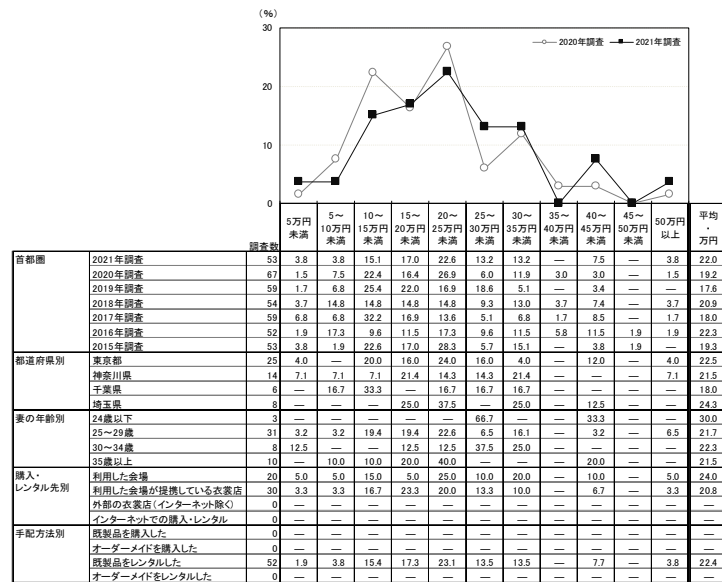 (%)
30
20
10
0
2020年調査 2021年調査
調査数 5万円未満 5～10万円未満 10～15万円未満 15～20万円未満 20～25万円未満 25～30万円未満 30～35万円未満 35～40万円未満 40～45万円未満 45～50万円未満 50万円以上 平均・万円
首都圏 2021年調査 53 3.8 3.8 15.1 17.0 22.6 13.2 13.2 — 7.5 — 3.8 22.0
2020年調査 67 1.5 7.5 22.4 16.4 26.9 6.0 11.9 3.0 3.0 — 1.5 19.2
2019年調査 59 1.7 6.8 25.4 22.0 16.9 18.6 5.1 — 3.4 — — 17.6
2018年調査 54 3.7 14.8 14.8 14.8 14.8 9.3 13.0 3.7 7.4 — 3.7 20.9
2017年調査 59 6.8 6.8 32.2 16.9 13.6 5.1 6.8 1.7 8.5 — 1.7 18.0
2016年調査 52 1.9 17.3 9.6 11.5 17.3 9.6 11.5 5.8 11.5 1.9 1.9 22.3
2015年調査 53 3.8 1.9 22.6 17.0 28.3 5.7 15.1 — 3.8 1.9 — 19.3
都道府県別 東京都 25 4.0 — 20.0 16.0 24.0 16.0 4.0 — 12.0 — 4.0 22.5
神奈川県 14 7.1 7.1 7.1 21.4 14.3 14.3 21.4 — — — 7.1 21.5
千葉県 6 — 16.7 33.3 — 16.7 16.7 16.7 — — — — 18.0
埼玉県 8 — — — 25.0 37.5 — 25.0 — 12.5 — — 24.3
妻の年齢別 24歳以下 3 — — — — — 66.7 — — 33.3 — — 30.0
25～29歳 31 3.2 3.2 19.4 19.4 22.6 6.5 16.1 — 3.2 — 6.5 21.7
30～34歳 8 12.5 — — 12.5 12.5 37.5 25.0 — — — — 22.3
35歳以上 10 — 10.0 10.0 20.0 40.0 — — — 20.0 — — 21.5
購入・レンタル先別 利用した会場 20 5.0 5.0 15.0 5.0 25.0 10.0 20.0 — 10.0 — 5.0 24.0
利用した会場が提携している衣裳店 30 3.3 3.3 16.7 23.3 20.0 13.3 10.0 — 6.7 — 3.3 20.8
外部の衣裳店(インターネット除く) 0 — — — — — — — — — — — —
インターネットでの購入・レンタル 0 — — — — — — — — — — — —
手配方法別 既製品を購入した 0 — — — — — — — — — — — —
オーダーメイドを購入した 0 — — — — — — — — — — — —
既製品をレンタルした 52 1.9 3.8 15.4 17.3 23.1 13.5 13.5 — 7.7 — 3.8 22.4
オーダーメイドをレンタルした 0 — — — — — — — — — — — —